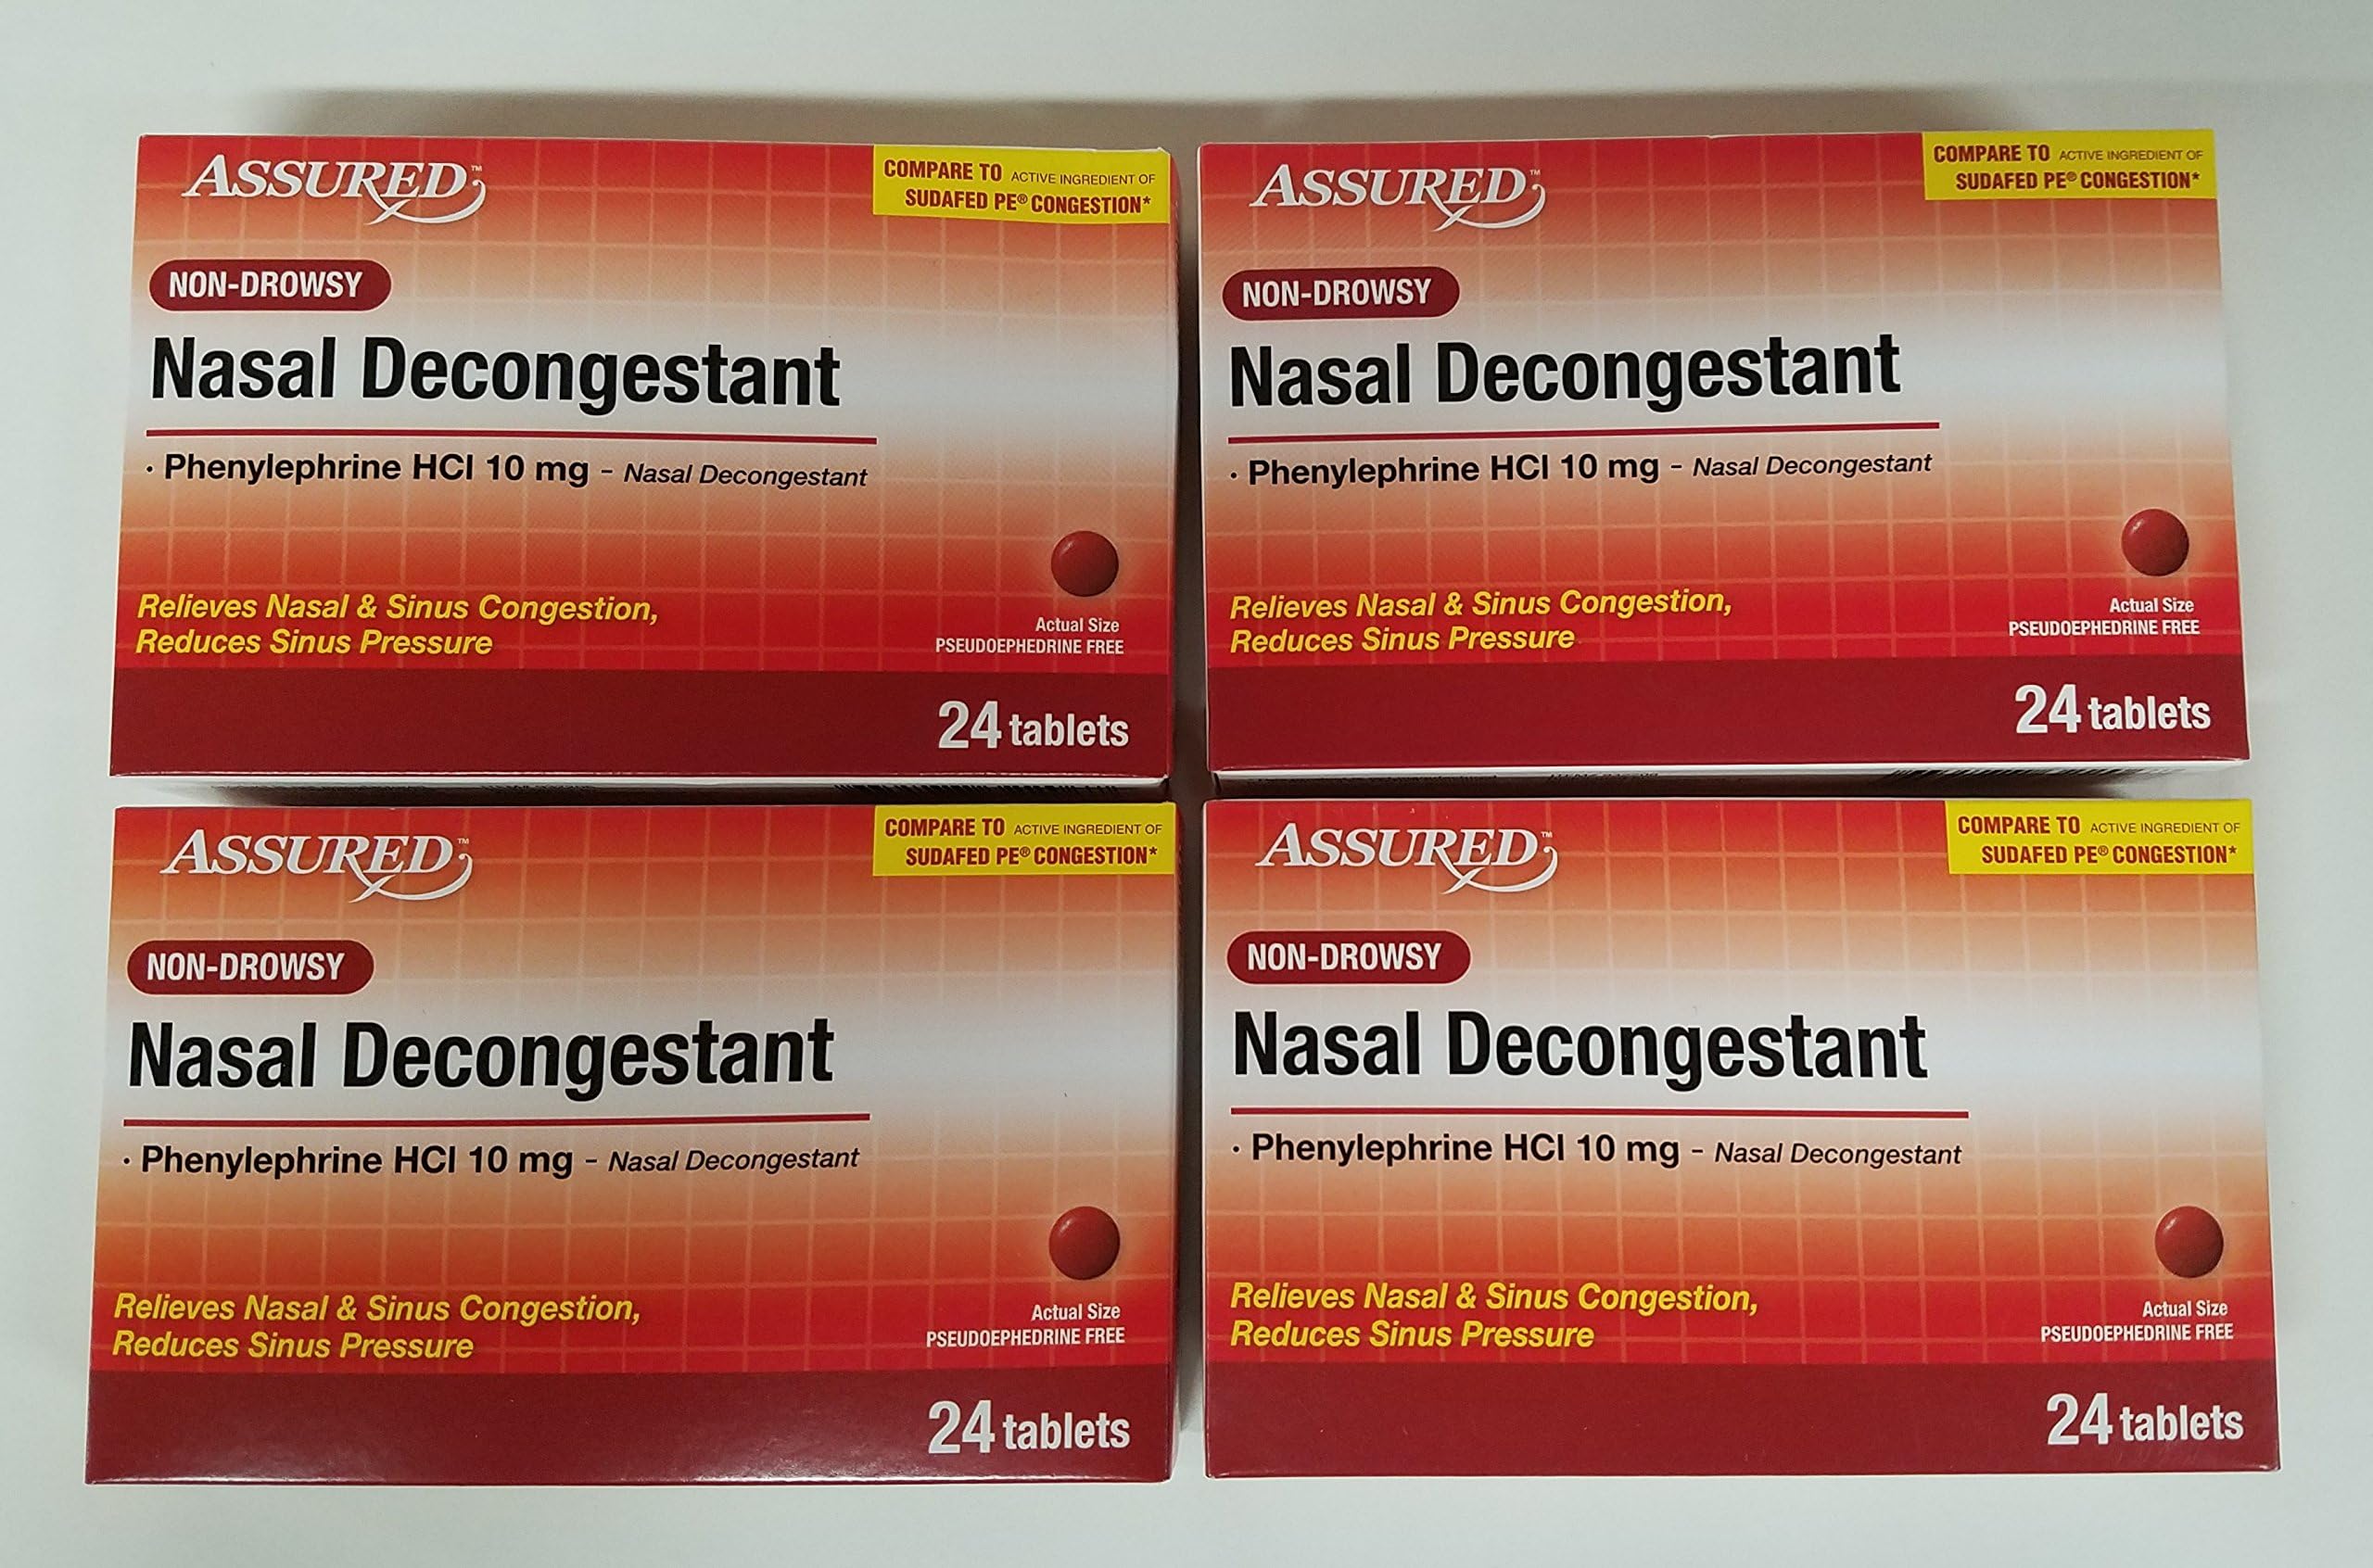 ASSURED™
COMPARE TO ACTIVE INGREDIENT OF
SUDAFED PE® CONGESTION*
NON-DROWSY
Nasal Decongestant
· Phenylephrine HCl 10 mg – Nasal Decongestant
Relieves Nasal & Sinus Congestion,
Reduces Sinus Pressure
Actual Size
PSEUDOEPHEDRINE FREE
24 tablets
ASSURED™
COMPARE TO ACTIVE INGREDIENT OF
SUDAFED PE® CONGESTION*
NON-DROWSY
Nasal Decongestant
· Phenylephrine HCl 10 mg – Nasal Decongestant
Relieves Nasal & Sinus Congestion,
Reduces Sinus Pressure
Actual Size
PSEUDOEPHEDRINE FREE
24 tablets
ASSURED™
COMPARE TO ACTIVE INGREDIENT OF
SUDAFED PE® CONGESTION*
NON-DROWSY
Nasal Decongestant
· Phenylephrine HCl 10 mg – Nasal Decongestant
Relieves Nasal & Sinus Congestion,
Reduces Sinus Pressure
Actual Size
PSEUDOEPHEDRINE FREE
24 tablets
ASSURED™
COMPARE TO ACTIVE INGREDIENT OF
SUDAFED PE® CONGESTION*
NON-DROWSY
Nasal Decongestant
· Phenylephrine HCl 10 mg – Nasal Decongestant
Relieves Nasal & Sinus Congestion,
Reduces Sinus Pressure
Actual Size
PSEUDOEPHEDRINE FREE
24 tablets